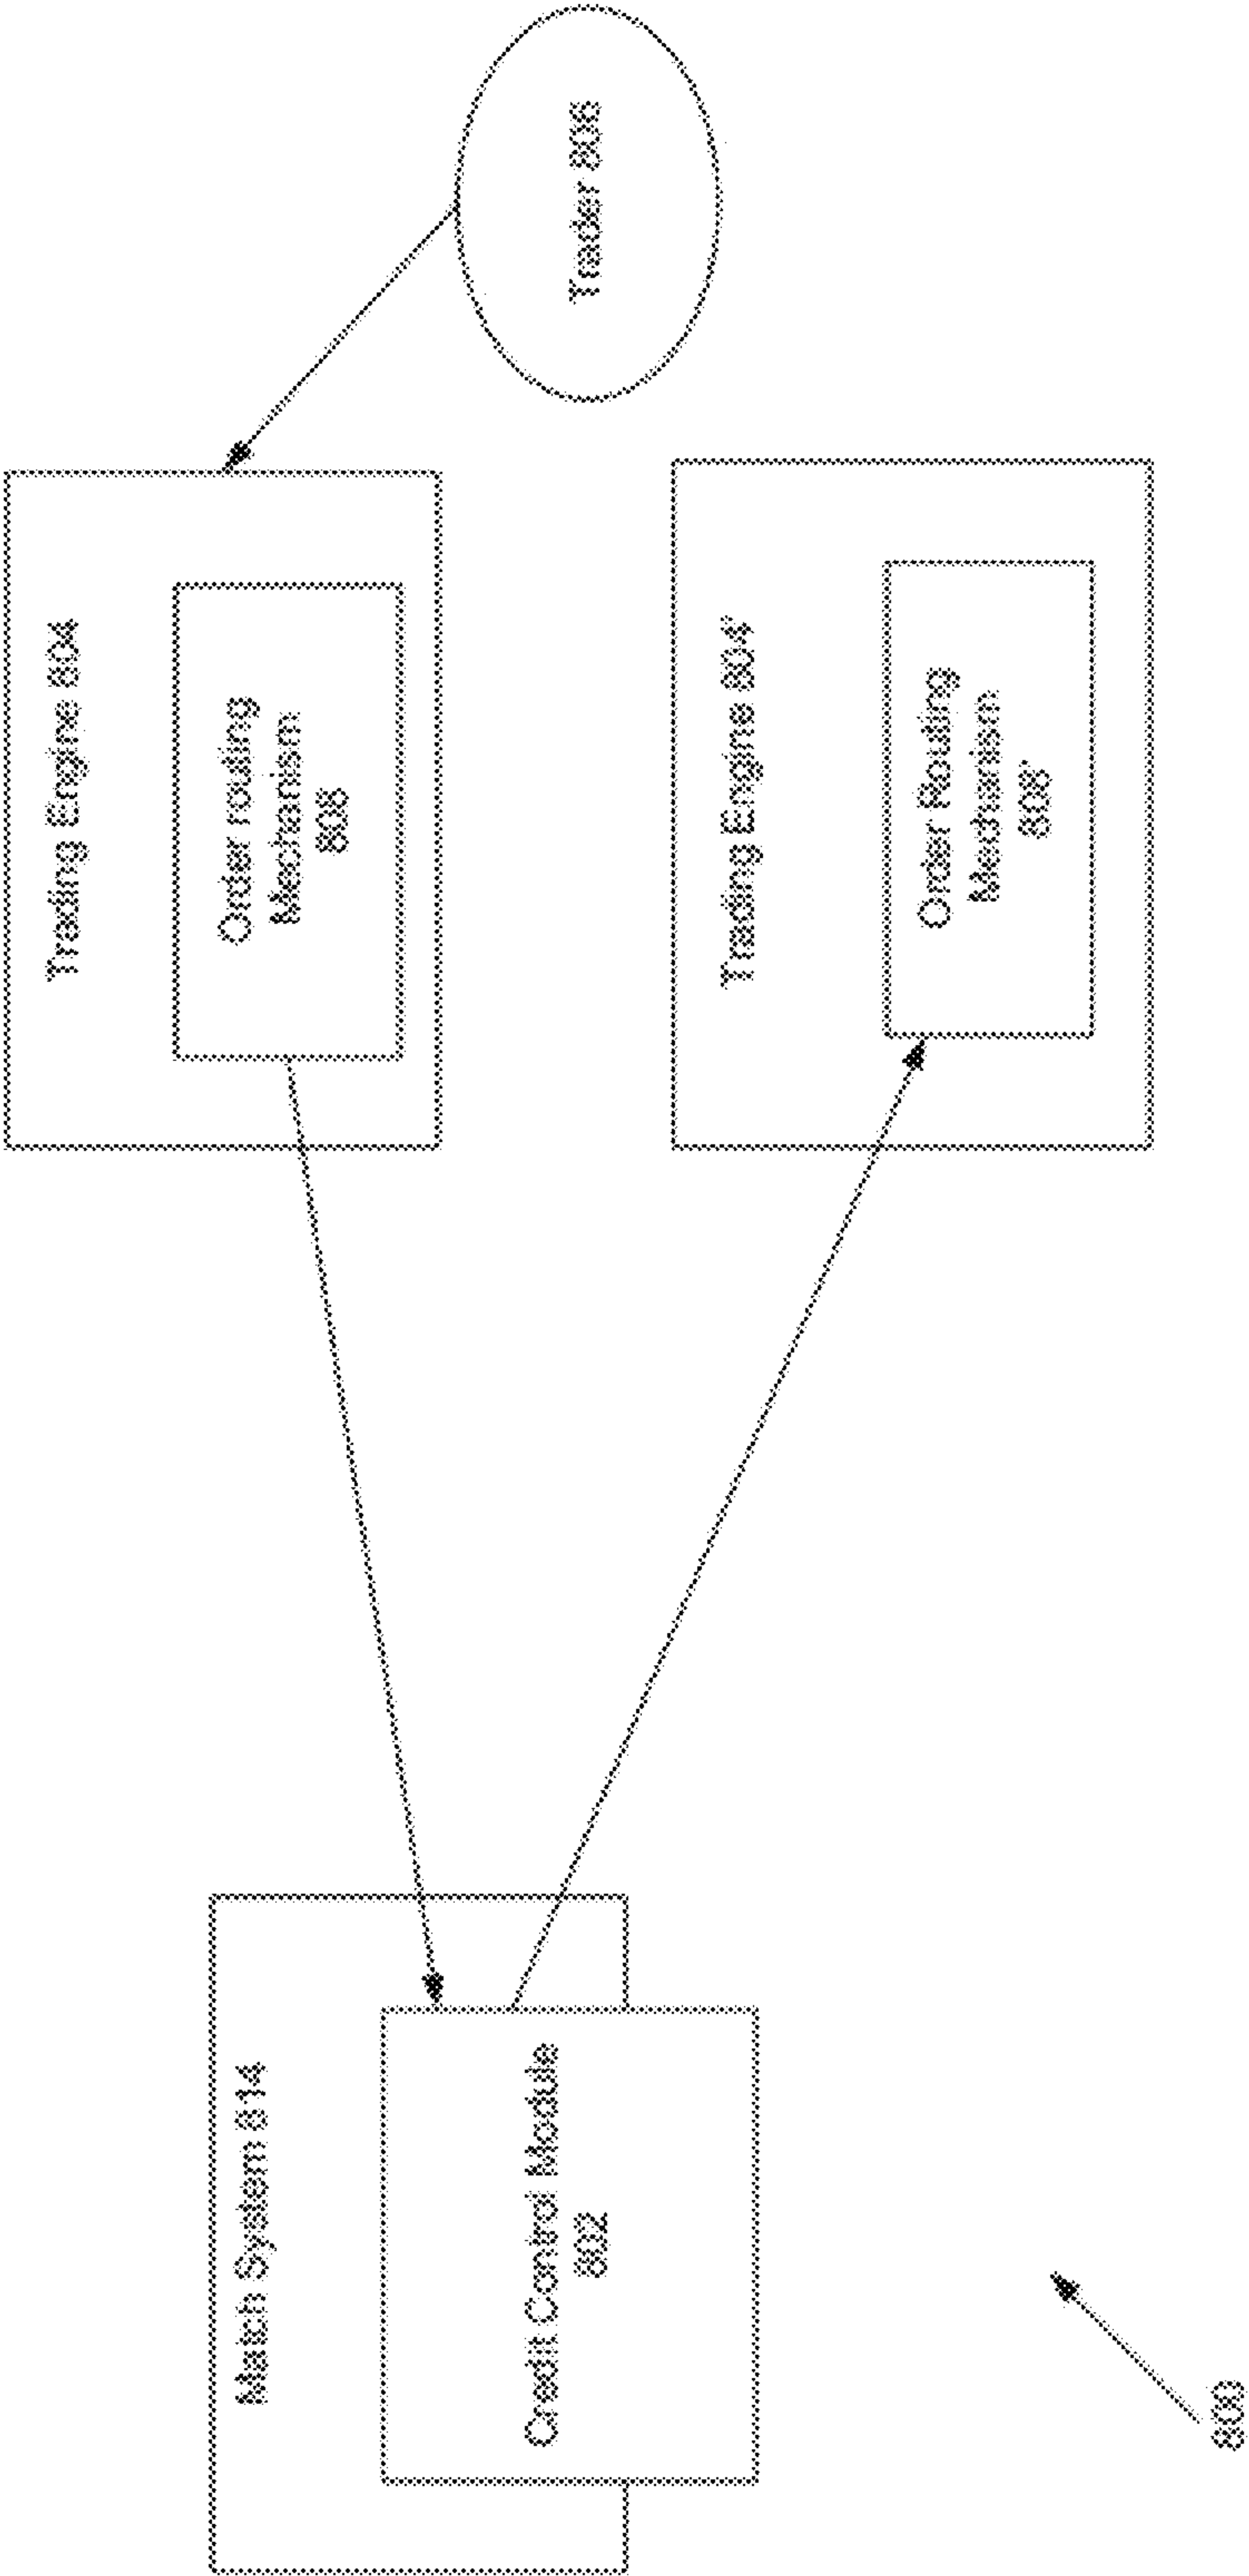 Trading Engine 804
Order routing
Mechanism
808
Match System 814
Credit Control Module
802
Trader 806
Trading Engine 804'
Order Routing
Mechanism
808'
800